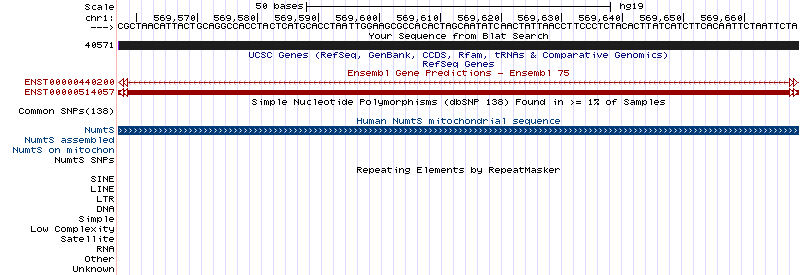 Scale 50 bases hg19
chr1: 569,570 569,580 569,590 569,600 569,610 569,620 569,630 569,640 569,650 569,660
---> CGCTAACATTACTGCAGGCCACCTACTCATGCACCTAATTGGAAGCGCCACACTAGCAATATCAACTATTAACCTTCCCTCTACACTTATCATCTTCACAATTCTAATTCTA
Your Sequence from Blat Search
40571
UCSC Genes (RefSeq, GenBank, CCDS, Rfam, tRNAs & Comparative Genomics)
RefSeq Genes
Ensembl Gene Predictions - Ensembl 75
ENST00000440200
ENST00000514057
Simple Nucleotide Polymorphisms (dbSNP 138) Found in >= 1% of Samples
Common SNPs(138)
Human NumtS mitochondrial sequence
NumtS
NumtS assembled
NumtS on mitochon
NumtS SNPs
Repeating Elements by RepeatMasker
SINE
LINE
LTR
DNA
Simple
Low Complexity
Satellite
RNA
Other
Unknown